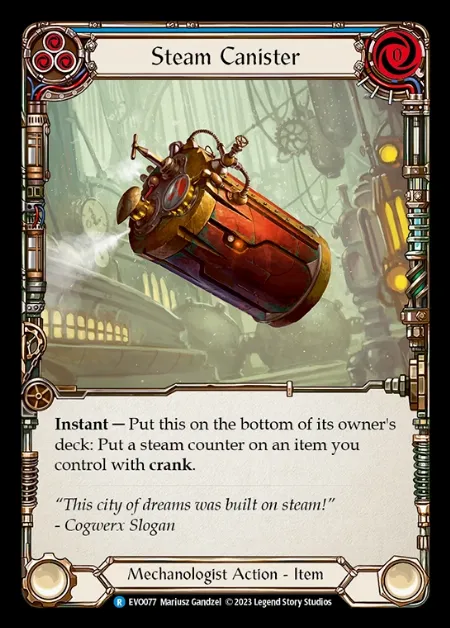 Steam Canister
0
Instant — Put this on the bottom of its owner's
deck: Put a steam counter on an item you
control with crank.
“This city of dreams was built on steam!”
- Cogwerx Slogan
Mechanologist Action - Item
R EVO077 Mariusz Gandzel © 2023 Legend Story Studios